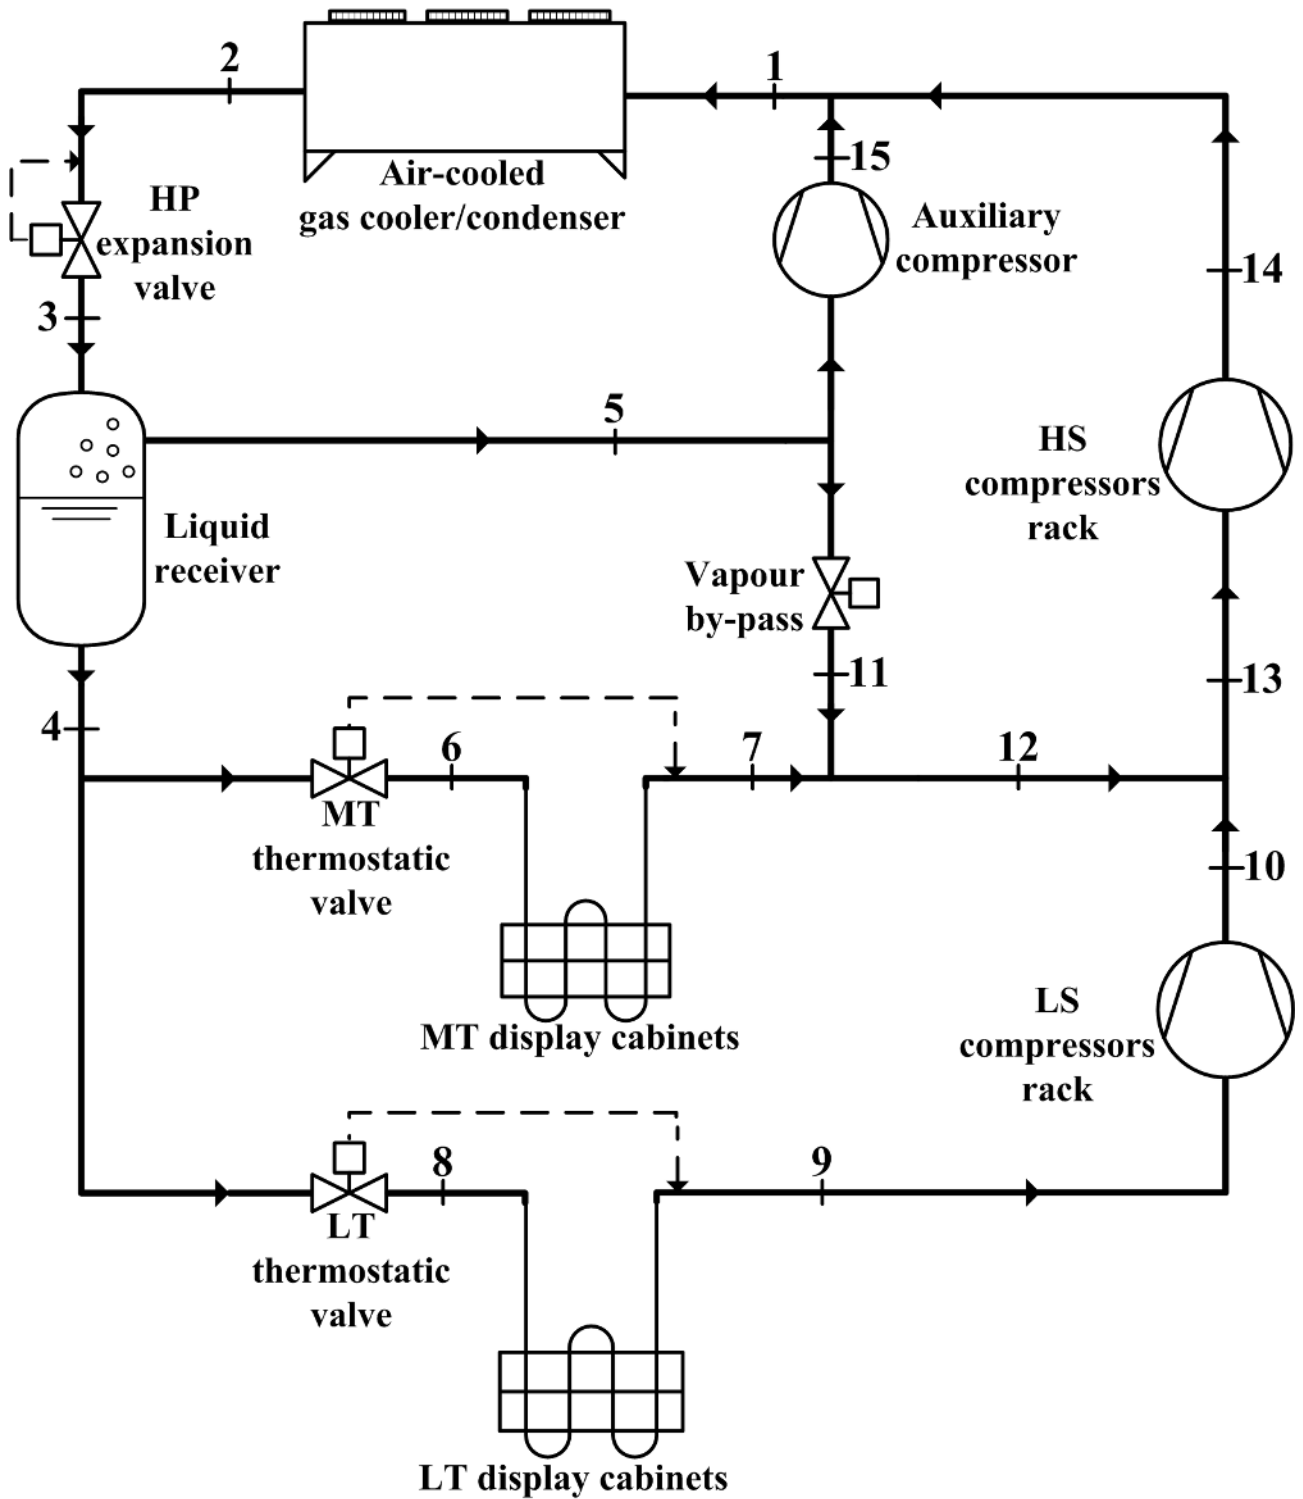 2
1
Air-cooled
gas cooler/condenser
15
HP
expansion
valve
Auxiliary
compressor
14
3
5
HS
compressors
rack
Liquid
receiver
Vapour
by-pass
11
13
4
6
7
12
MT
thermostatic
valve
10
MT display cabinets
LS
compressors
rack
8
9
LT
thermostatic
valve
LT display cabinets